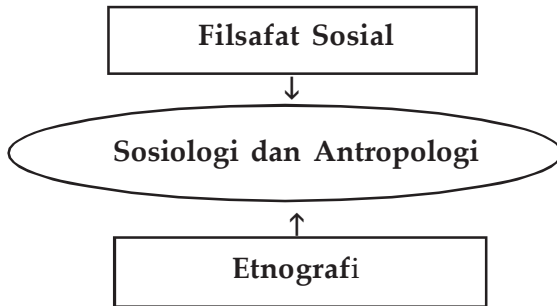 Filsafat Sosial
↓
Sosiologi dan Antropologi
↑
Etnografi